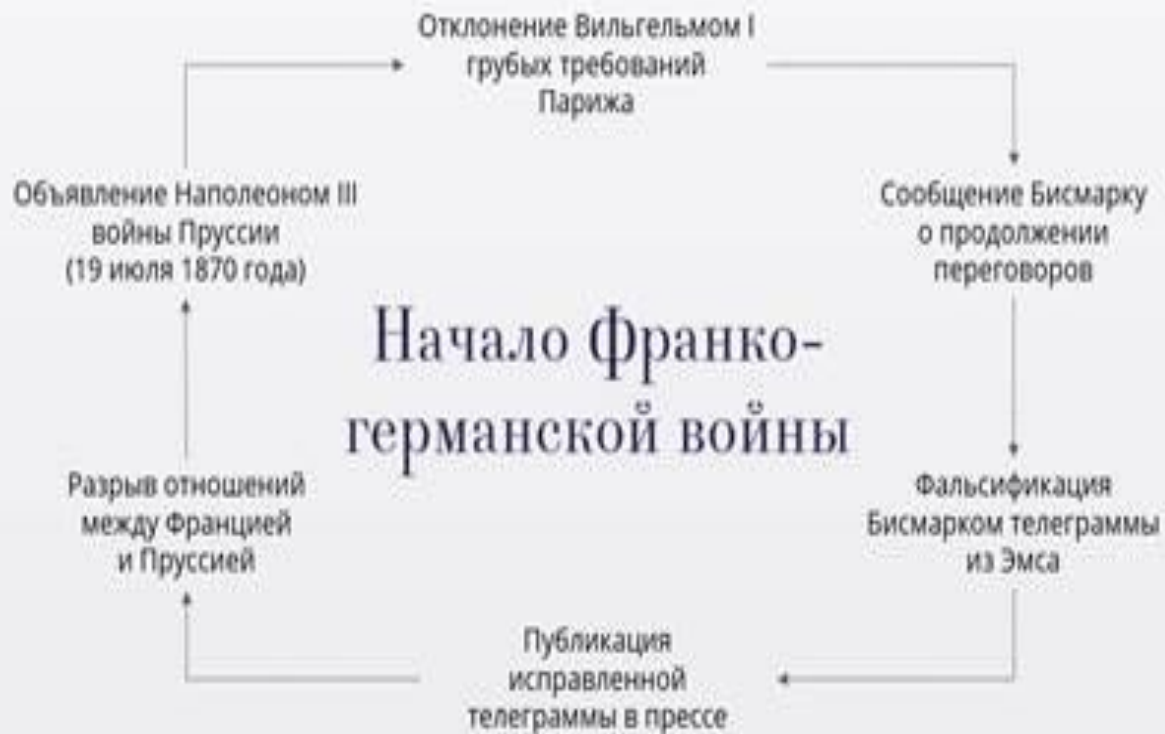 Отклонение Вильгельмом I
грубых требований
Парижа
Объявление Наполеоном III
войны Пруссии
(19 июля 1870 года)
Сообщение Бисмарку
о продолжении
переговоров
Начало франко-
германской войны
Разрыв отношений
между Францией
и Пруссией
Фальсификация
Бисмарком телеграммы
из Эмса
Публикация
исправленной
телеграммы в прессе